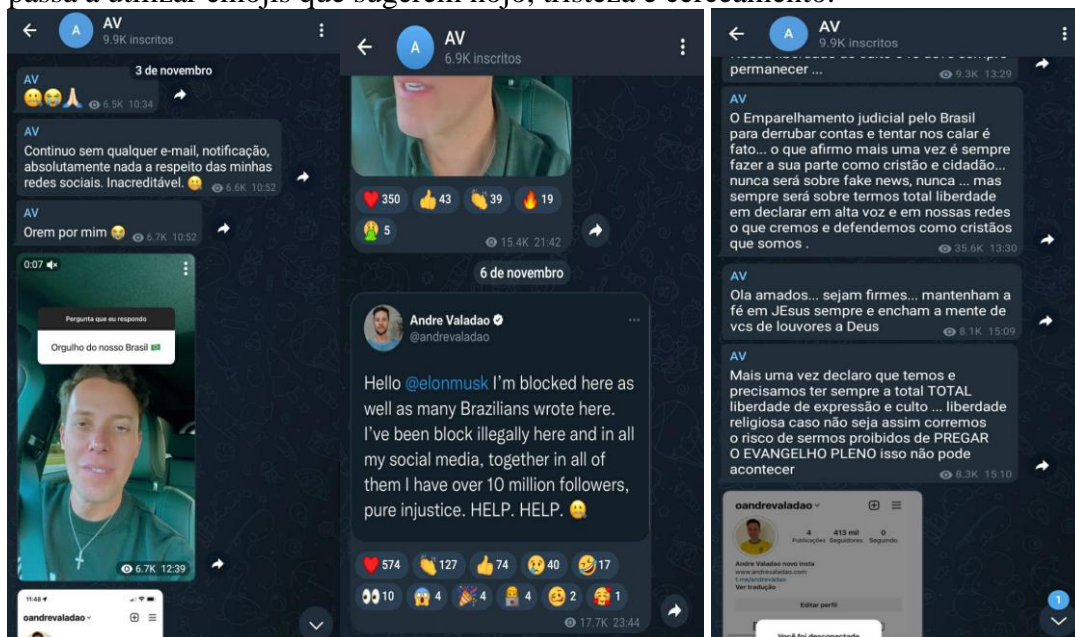 passa a utilizar emojis que sugerem nojo, tristeza e cerceamento.
AV
9.9K inscritos
3 de novembro
AV
🤐😭🙏🏻 6.5K 10:34
AV
Continuo sem qualquer e-mail, notificação,
absolutamente nada a respeito das minhas
redes sociais. Inacreditável. 🤐 6.6K 10:52
AV
Orem por mim 😭 6.7K 10:52
0:07
Pergunta que eu respondo
Orgulho do nosso Brasil 🇧🇷
6.7K 12:39
11:48
oandrevaladao
A
AV
6.9K inscritos
350 43 39 19
5
15.4K 21:42
6 de novembro
Andre Valadao
@andrevaladao
Hello @elonmusk I'm blocked here as
well as many Brazilians wrote here.
I've been block illegally here and in all
my social media, together in all of
them I have over 10 million followers,
pure injustice. HELP. HELP. 🤐
574 127 74 40 17
10 4 4 4 2 1
17.7K 23:44
A
AV
9.9K inscritos
permanecer ... 9.3K 13:29
AV
O Emparelhamento judicial pelo Brasil
para derrubar contas e tentar nos calar é
fato... o que afirmo mais uma vez é sempre
fazer a sua parte como cristão e cidadão...
nunca será sobre fake news, nunca ... mas
sempre será sobre termos total liberdade
em declarar em alta voz e em nossas redes
o que cremos e defendemos como cristãos
que somos . 35.6K 13:30
AV
Ola amados... sejam firmes... mantenham a
fé em JEsus sempre e encham a mente de
vcs de louvores a Deus 8.1K 15:09
AV
Mais uma vez declaro que temos e
precisamos ter sempre a total TOTAL
liberdade de expressão e culto ... liberdade
religiosa caso não seja assim corremos
o risco de sermos proibidos de PREGAR
O EVANGELHO PLENO isso não pode
acontecer 8.3K 15:10
oandrevaladao
4 413 mil 0
Publicações Seguidores Seguindo
Andre Valadao novo insta
www.andrevaladao.com
t.me/andrevaladao
Ver tradução
Editar perfil
Você foi desconectado
1